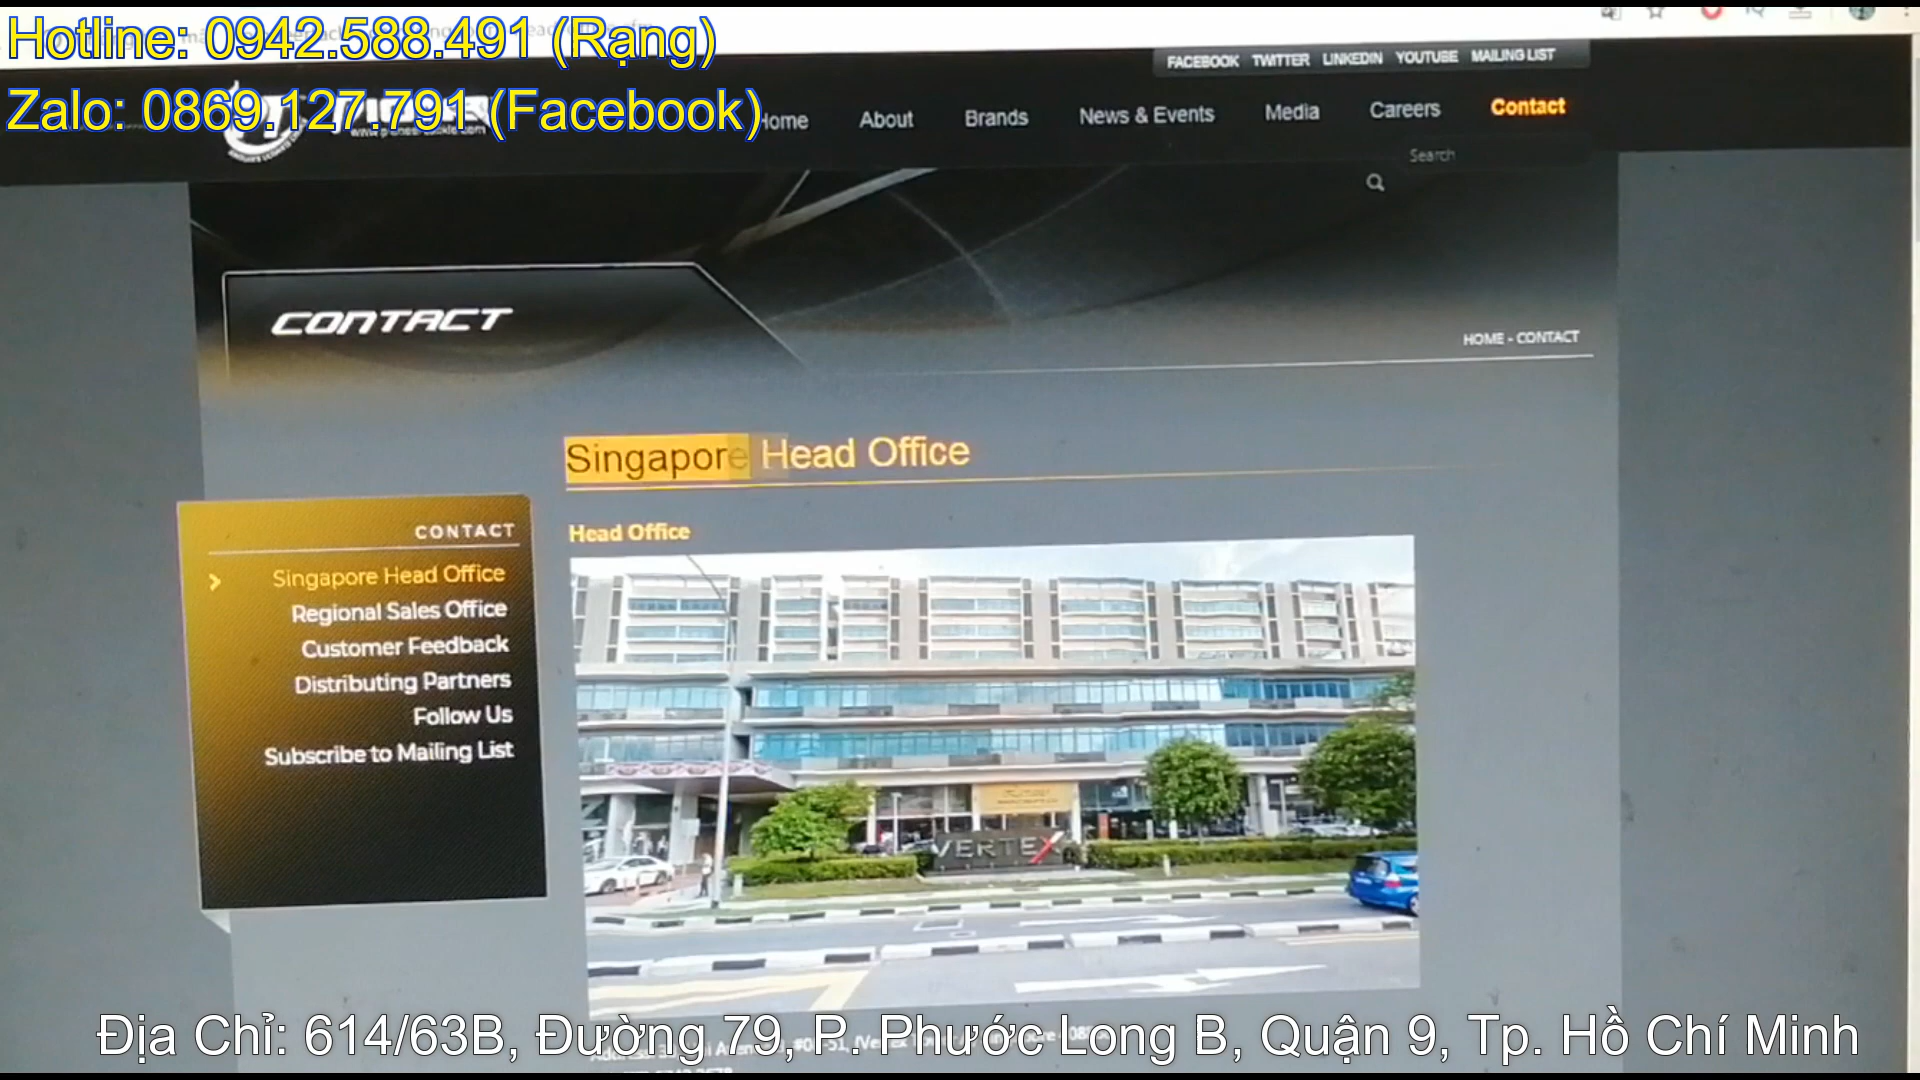 Hotline: 0942.588.491 (Rạng)
Zalo: 0869.127.791 (Facebook)
FACEBOOK TWITTER LINKEDIN YOUTUBE MAILING LIST
Home About Brands News & Events Media Careers Contact
Search
CONTACT
HOME - CONTACT
Singapore Head Office
CONTACT
Singapore Head Office
Regional Sales Office
Customer Feedback
Distributing Partners
Follow Us
Subscribe to Mailing List
Head Office
VERTEX
Địa Chỉ: 614/63B, Đường 79, P. Phước Long B, Quận 9, Tp. Hồ Chí Minh